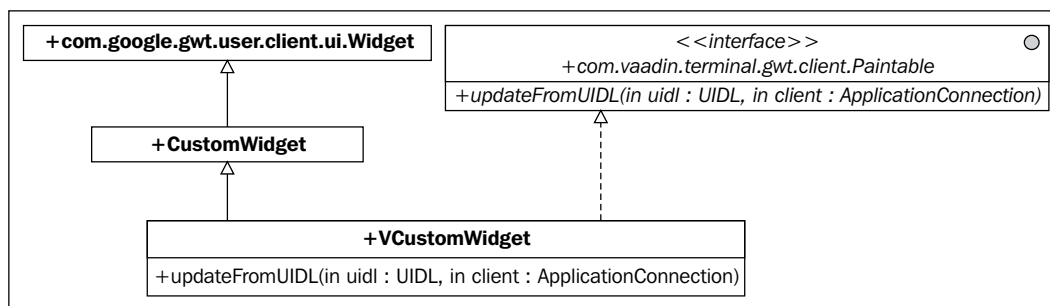 +com.google.gwt.user.client.ui.Widget
<<interface>>
+com.vaadin.terminal.gwt.client.Paintable
+updateFromUIDL(in uidl : UIDL, in client : ApplicationConnection)
+CustomWidget
+VCustomWidget
+updateFromUIDL(in uidl : UIDL, in client : ApplicationConnection)